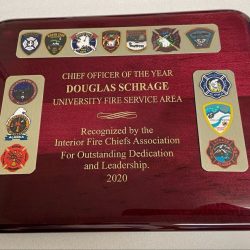 CHIEF OFFICER OF THE YEAR
DOUGLAS SCHRAGE
UNIVERSITY FIRE SERVICE AREA
Recognized by the
Interior Fire Chiefs Association
For Outstanding Dedication
and Leadership.
2020